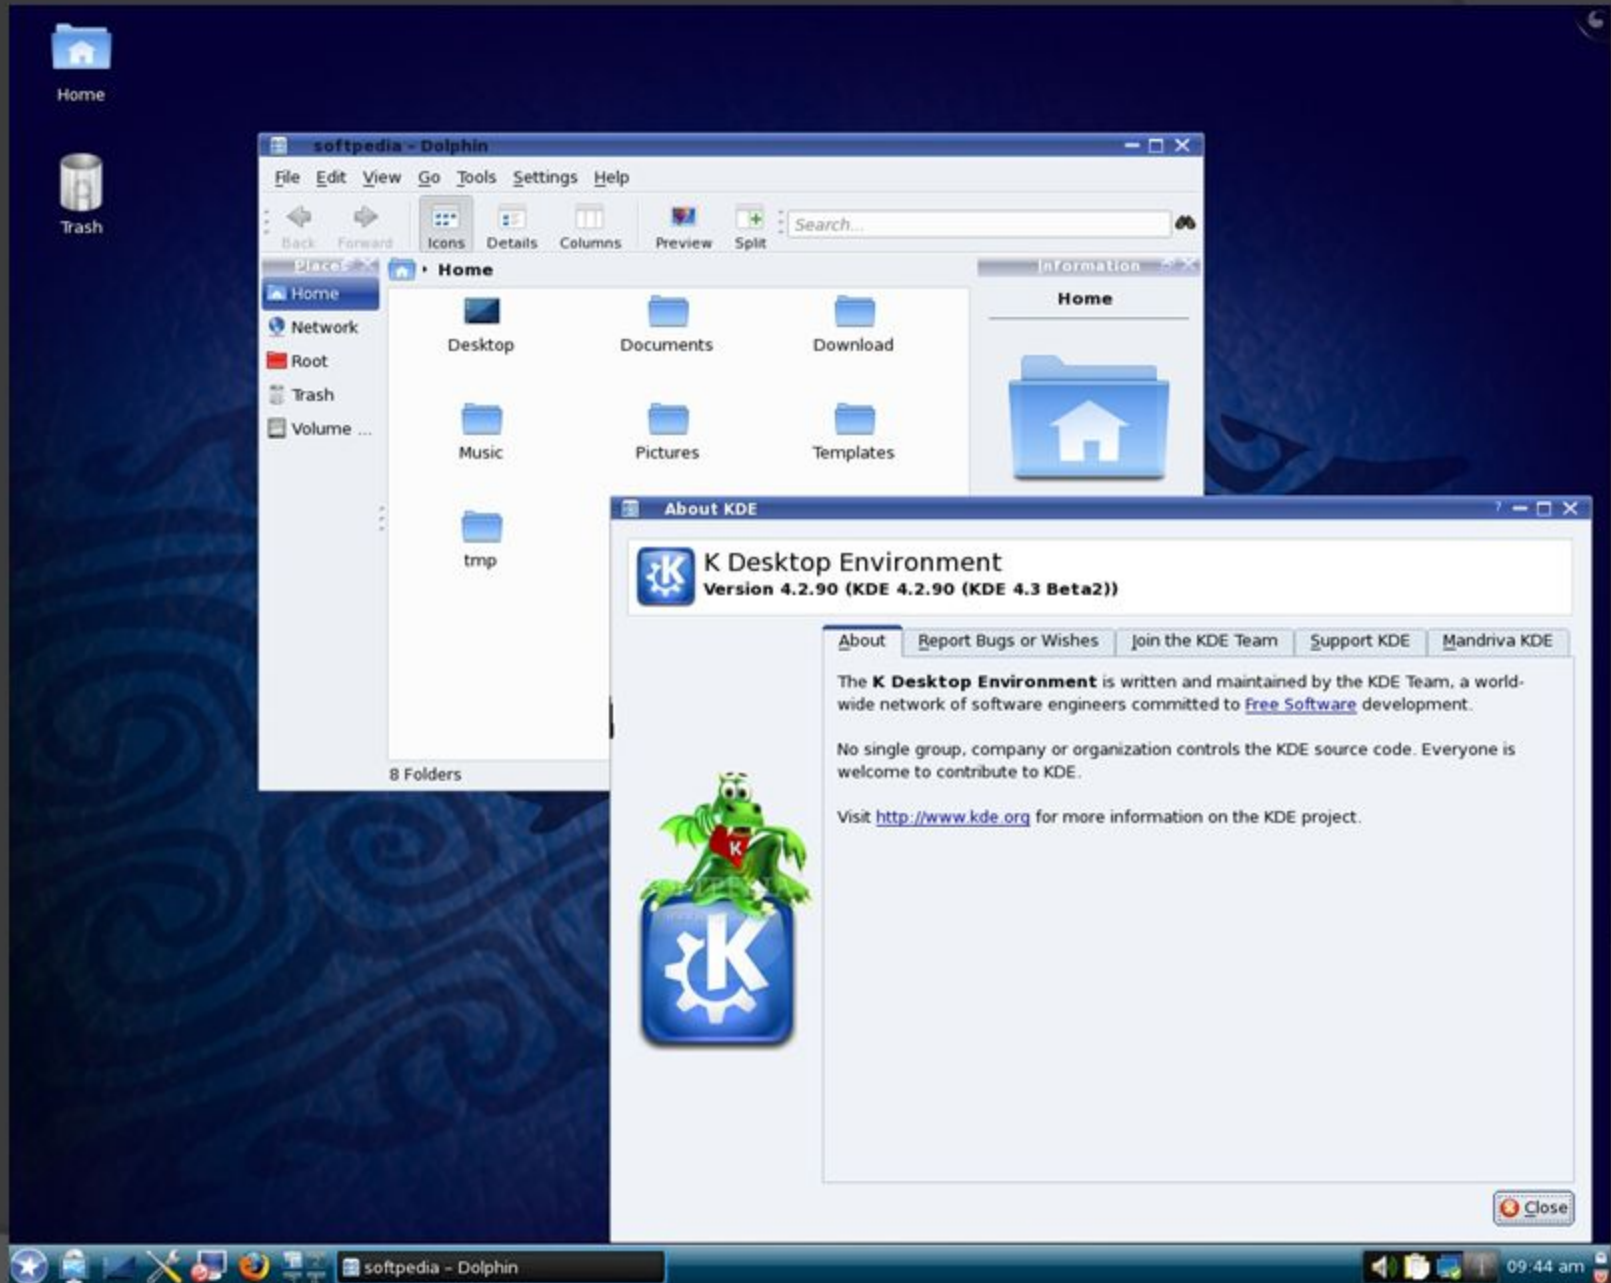 Home
Trash
softpedia – Dolphin
File Edit View Go Tools Settings Help
Back Forward Icons Details Columns Preview Split Search...
Places
Home
Network
Root
Trash
Volume ...
Home
Desktop Documents Download
Music Pictures Templates
tmp
8 Folders
Information
Home
About KDE
K Desktop Environment
Version 4.2.90 (KDE 4.2.90 (KDE 4.3 Beta2))
About Report Bugs or Wishes Join the KDE Team Support KDE Mandriva KDE
The K Desktop Environment is written and maintained by the KDE Team, a world-
wide network of software engineers committed to Free Software development.
No single group, company or organization controls the KDE source code. Everyone is
welcome to contribute to KDE.
Visit http://www.kde.org for more information on the KDE project.
K
K
K
Close
softpedia – Dolphin
09:44 am